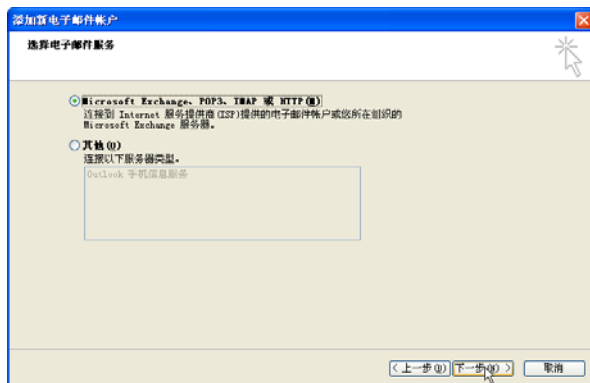 添加新电子邮件帐户
选择电子邮件服务
Microsoft Exchange、POP3、IMAP 或 HTTP(M)
连接到 Internet 服务提供商(ISP)提供的电子邮件帐户或您所在组织的
Microsoft Exchange 服务器。
其他(O)
连接以下服务器类型。
Outlook 手机信息服务
< 上一步(B) 下一步(N) > 取消